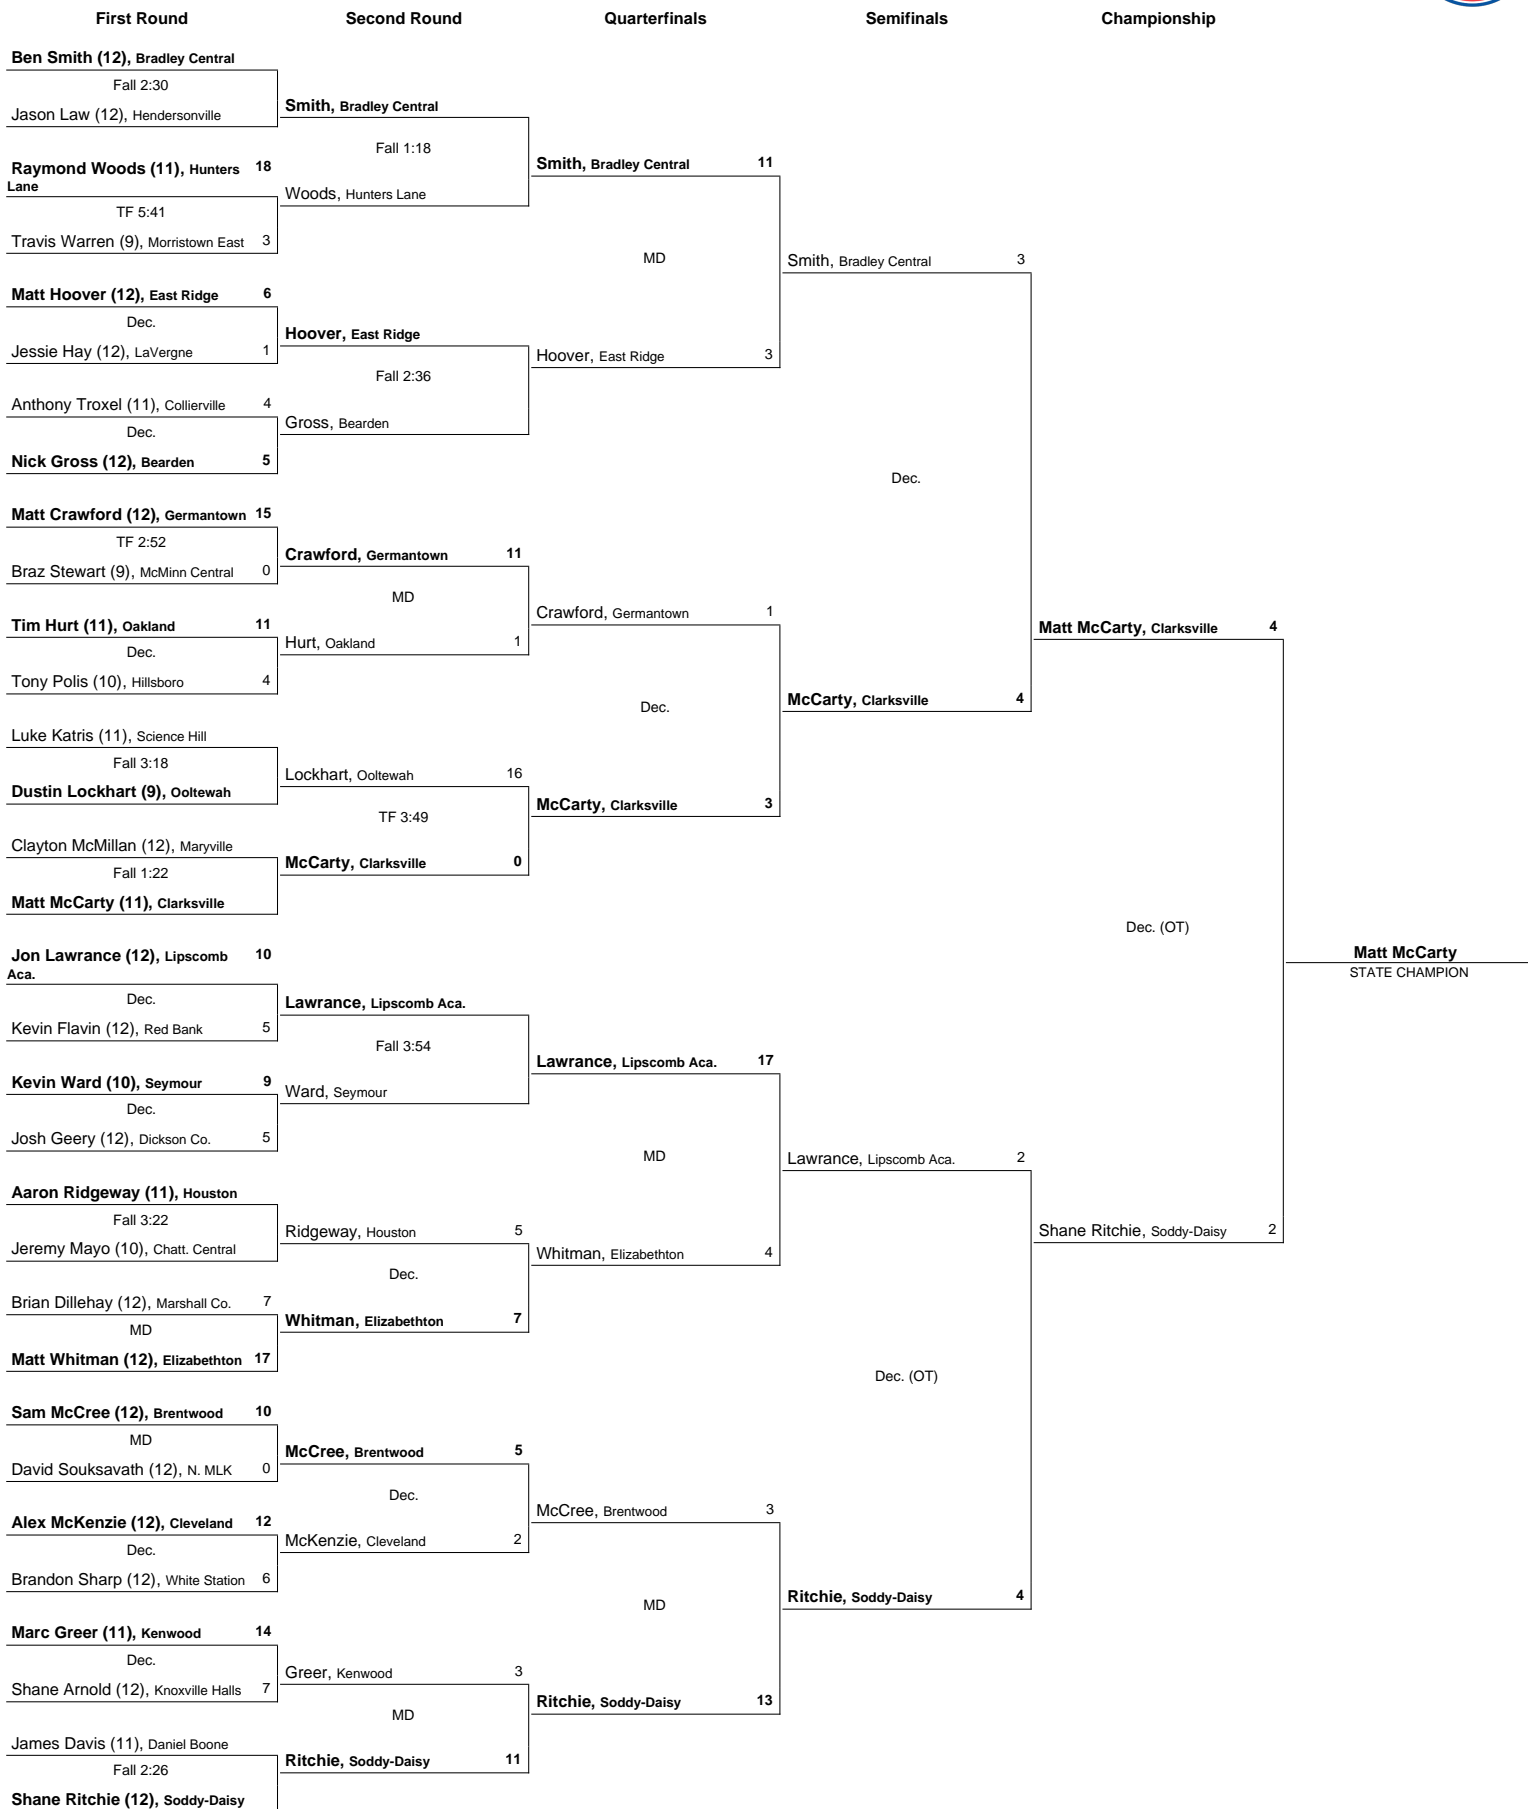 First Round
Second Round
Quarterfinals
Semifinals
Championship
Ben Smith (12), Bradley Central
Fall 2:30
Jason Law (12), Hendersonville
Raymond Woods (11), Hunters 18
Lane
TF 5:41
Travis Warren (9), Morristown East 3
Matt Hoover (12), East Ridge 6
Dec.
Jessie Hay (12), LaVergne 1
Anthony Troxel (11), Collierville 4
Dec.
Nick Gross (12), Bearden 5
Matt Crawford (12), Germantown 15
TF 2:52
Braz Stewart (9), McMinn Central 0
Tim Hurt (11), Oakland 11
Dec.
Tony Polis (10), Hillsboro 4
Luke Katris (11), Science Hill
Fall 3:18
Dustin Lockhart (9), Ooltewah
Clayton McMillan (12), Maryville
Fall 1:22
Matt McCarty (11), Clarksville
Jon Lawrance (12), Lipscomb 10
Aca.
Dec.
Kevin Flavin (12), Red Bank 5
Kevin Ward (10), Seymour 9
Dec.
Josh Geery (12), Dickson Co. 5
Aaron Ridgeway (11), Houston
Fall 3:22
Jeremy Mayo (10), Chatt. Central
Brian Dillehay (12), Marshall Co. 7
MD
Matt Whitman (12), Elizabethton 17
Sam McCree (12), Brentwood 10
MD
David Souksavath (12), N. MLK 0
Alex McKenzie (12), Cleveland 12
Dec.
Brandon Sharp (12), White Station 6
Marc Greer (11), Kenwood 14
Dec.
Shane Arnold (12), Knoxville Halls 7
James Davis (11), Daniel Boone
Fall 2:26
Shane Ritchie (12), Soddy-Daisy
Smith, Bradley Central
Fall 1:18
Woods, Hunters Lane
Hoover, East Ridge
Fall 2:36
Gross, Bearden
Crawford, Germantown 11
MD
Hurt, Oakland 1
Lockhart, Ooltewah 16
TF 3:49
McCarty, Clarksville 0
Lawrance, Lipscomb Aca.
Fall 3:54
Ward, Seymour
Ridgeway, Houston 5
Dec.
Whitman, Elizabethton 7
McCree, Brentwood 5
Dec.
McKenzie, Cleveland 2
Greer, Kenwood 3
MD
Ritchie, Soddy-Daisy 11
Smith, Bradley Central 11
MD
Hoover, East Ridge 3
Crawford, Germantown 1
Dec.
McCarty, Clarksville 3
Lawrance, Lipscomb Aca. 17
MD
Whitman, Elizabethton 4
McCree, Brentwood 3
MD
Ritchie, Soddy-Daisy 13
Smith, Bradley Central 3
Dec.
McCarty, Clarksville 4
Lawrance, Lipscomb Aca. 2
Dec. (OT)
Ritchie, Soddy-Daisy 4
Matt McCarty, Clarksville 4
Dec. (OT)
Shane Ritchie, Soddy-Daisy 2
Matt McCarty
STATE CHAMPION